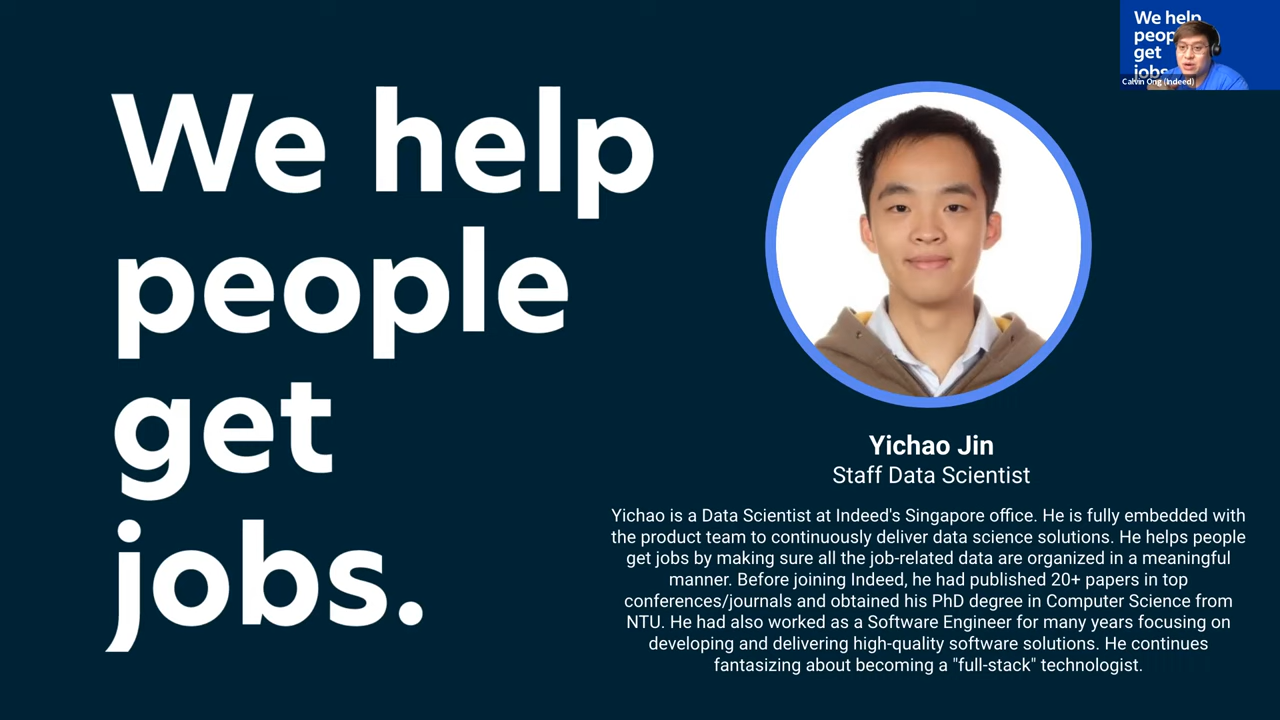 We help
people
get
jobs.
Yichao Jin
Staff Data Scientist
Yichao is a Data Scientist at Indeed's Singapore office. He is fully embedded with
the product team to continuously deliver data science solutions. He helps people
get jobs by making sure all the job-related data are organized in a meaningful
manner. Before joining Indeed, he had published 20+ papers in top
conferences/journals and obtained his PhD degree in Computer Science from
NTU. He had also worked as a Software Engineer for many years focusing on
developing and delivering high-quality software solutions. He continues
fantasizing about becoming a "full-stack" technologist.
We help
peop
get
jobs
Calvin Ong (Indeed)